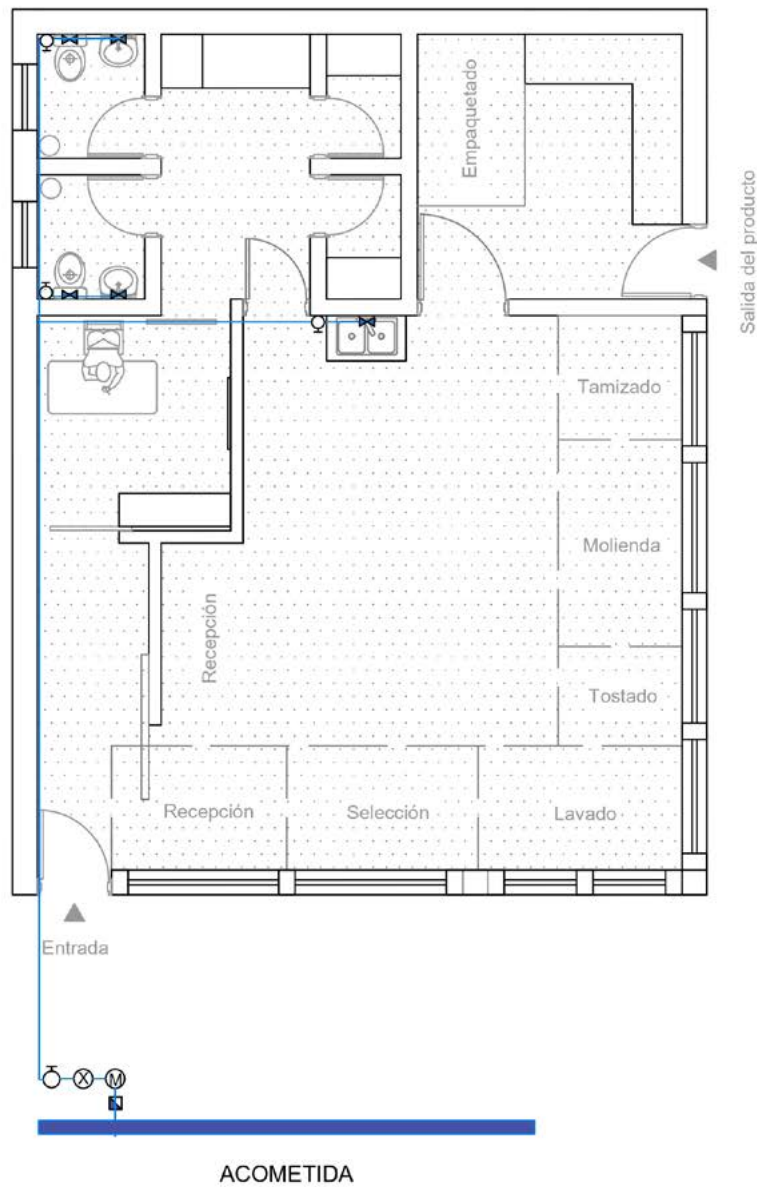 Empaquetado
Salida del producto
Tamizado
Molienda
Recepción
Tostado
Recepción
Selección
Lavado
Entrada
X
M
ACOMETIDA